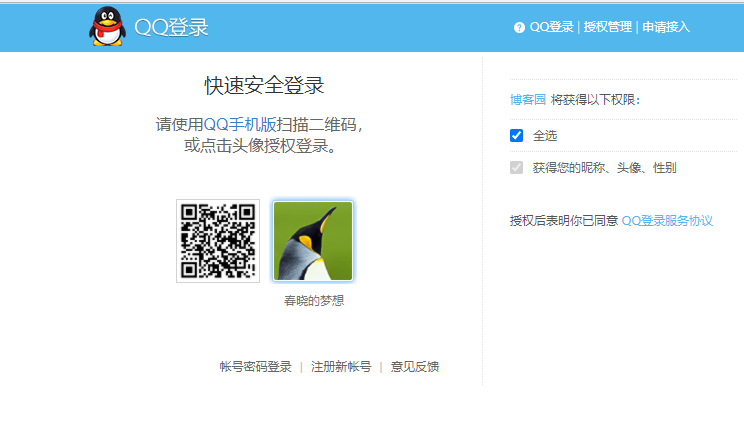 QQ登录
? QQ登录 | 授权管理 | 申请接入
快速安全登录
请使用QQ手机版扫描二维码，
或点击头像授权登录。
春晓的梦想
帐号密码登录 | 注册新帐号 | 意见反馈
博客园 将获得以下权限：
全选
获得您的昵称、头像、性别
授权后表明你已同意 QQ登录服务协议